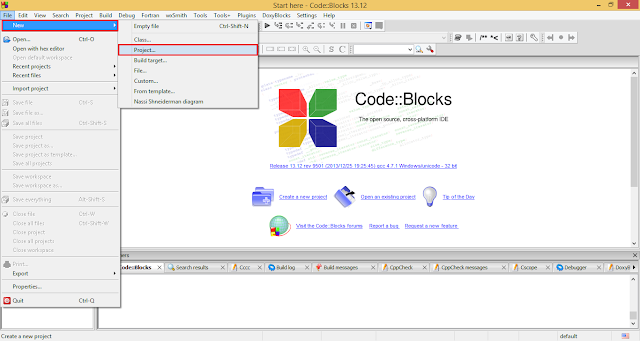 Start here - Code::Blocks 13.12
File Edit View Search Project Build Debug Fortran wxSmith Tools Tools+ Plugins DoxyBlocks Settings Help
New
Empty file Ctrl-Shift-N
Class...
Project...
Build target...
File...
Custom...
From template...
Nassi Shneiderman diagram
Open... Ctrl-O
Open with hex editor
Open default workspace
Recent projects
Recent files
Import project
Save file Ctrl-S
Save file as...
Save all files Ctrl-Shift-S
Save project
Save project as...
Save project as template...
Save all projects
Save workspace
Save workspace as...
Save everything Alt-Shift-S
Close file Ctrl-W
Close all files Ctrl-Shift-W
Close project
Close all projects
Close workspace
Print...
Export
Properties...
Quit Ctrl-Q
Code::Blocks
The open source, cross-platform IDE
Release 13.12 rev 9501 (2013/12/25 18:25:45) gcc 4.7.1 Windows/unicode - 32 bit
Create a new project
Open an existing project
Tip of the Day
Visit the Code::Blocks forums
Report a bug
Request a new feature
hers
Code::Blocks
Search results
Cccc
Build log
Build messages
CppCheck
CppCheck messages
Cscope
Debugger
DoxyBl
Create a new project
default